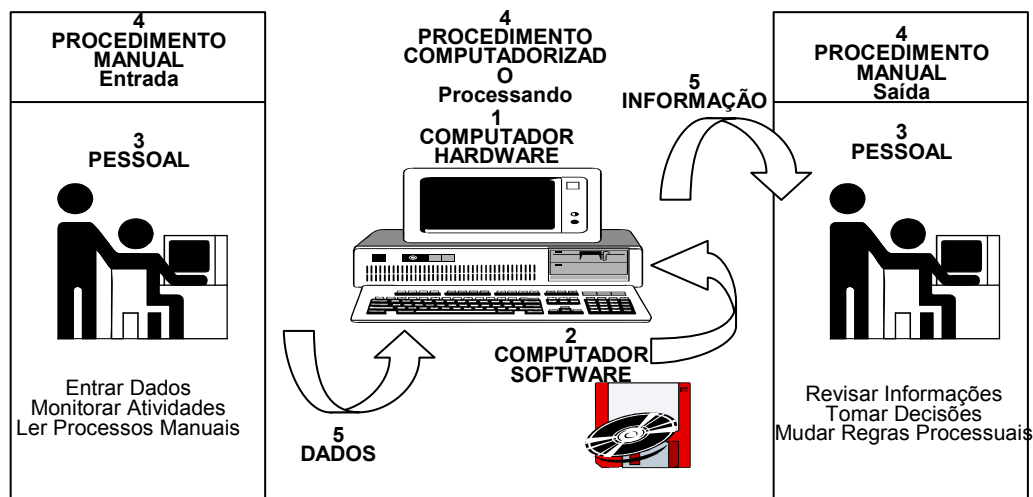 4
PROCEDIMENTO
MANUAL
Entrada
3
PESSOAL
Entrar Dados
Monitorar Atividades
Ler Processos Manuais
5
DADOS
4
PROCEDIMENTO
COMPUTADORIZAD
O
Processando
1
COMPUTADOR
HARDWARE
2
COMPUTADOR
SOFTWARE
5
INFORMAÇÃO
4
PROCEDIMENTO
MANUAL
Saída
3
PESSOAL
Revisar Informações
Tomar Decisões
Mudar Regras Processuais